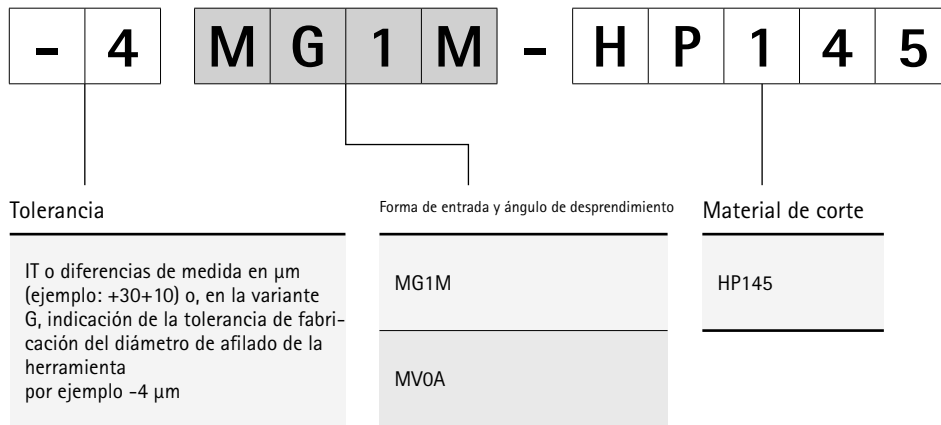 - 4 M G 1 M - H P 1 4 5
Tolerancia
IT o diferencias de medida en µm
(ejemplo: +30+10) o, en la variante
G, indicación de la tolerancia de fabri-
cación del diámetro de afilado de la
herramienta
por ejemplo -4 µm
Forma de entrada y ángulo de desprendimiento
MG1M
MV0A
Material de corte
HP145